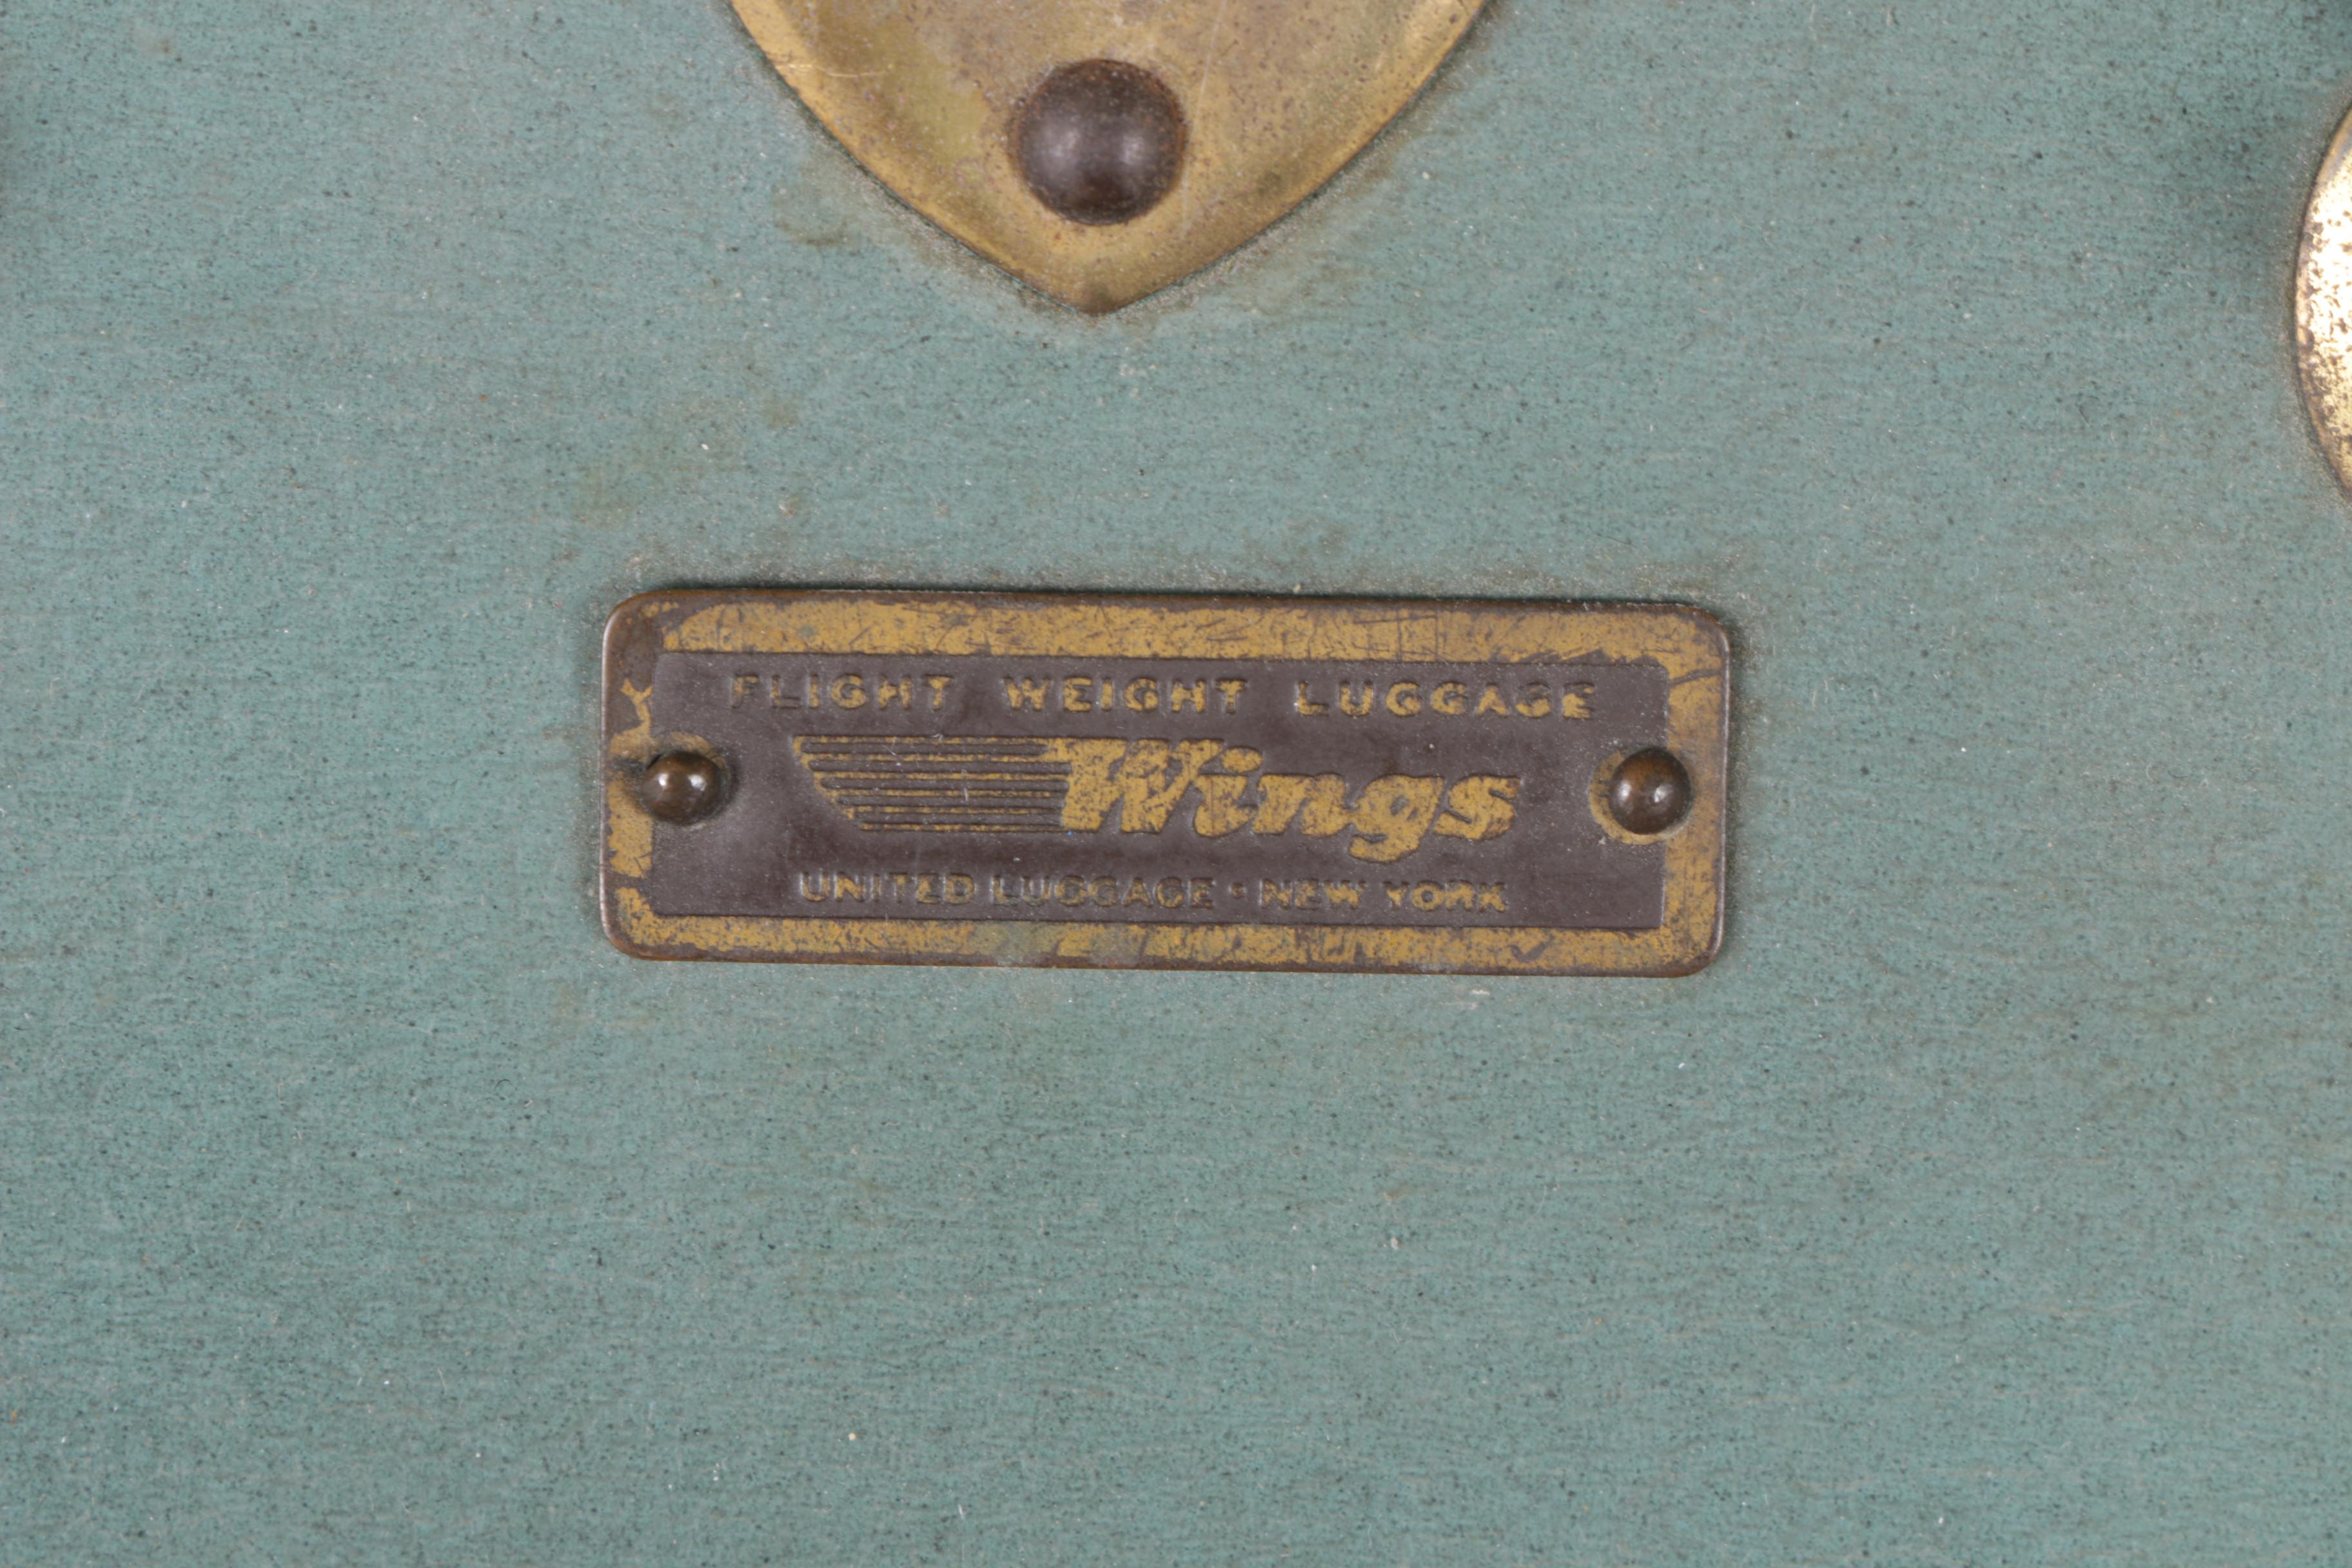 FLIGHT WEIGHT LUGGAGE
Wings
UNITED LUGGAGE • NEW YORK